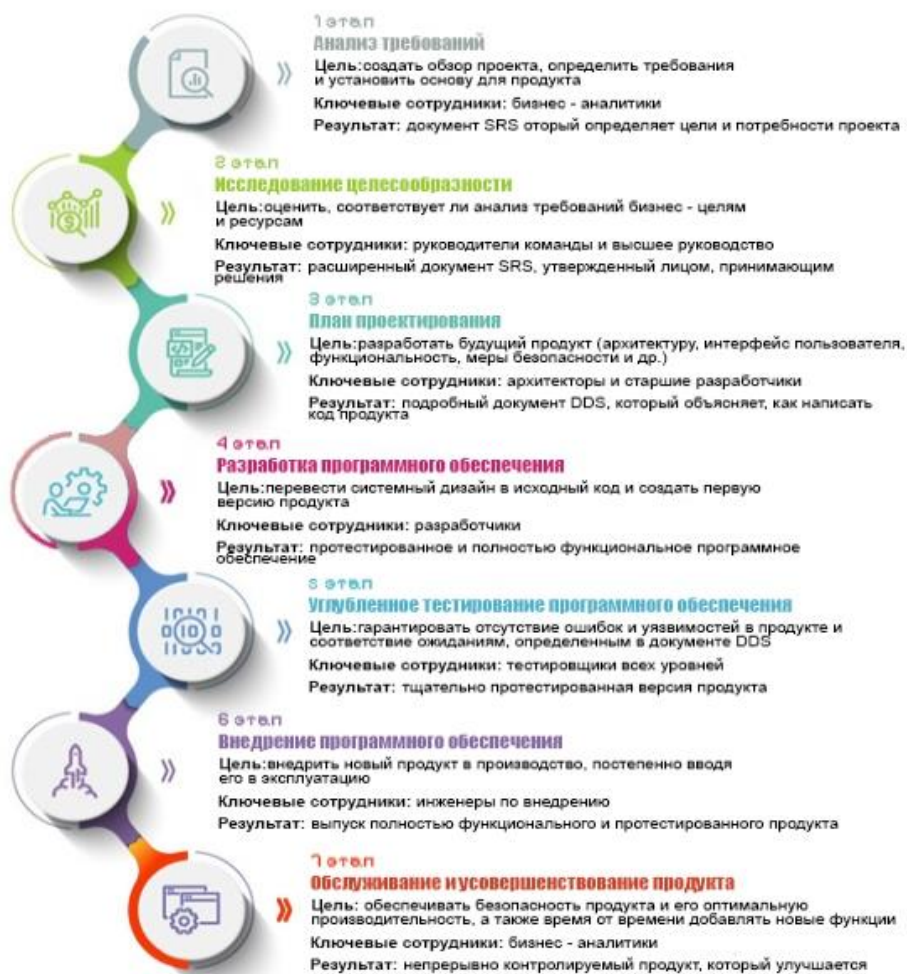 1 этап
Анализ требований
Цель:создать обзор проекта, определить требования
и установить основу для продукта
Ключевые сотрудники: бизнес - аналитики
Результат: документ SRS оторый определяет цели и потребности проекта
2 этап
Исследование целесообразности
Цель:оценить, соответствует ли анализ требований бизнес - целям
и ресурсам
Ключевые сотрудники: руководители команды и высшее руководство
Результат: расширенный документ SRS, утвержденный лицом, принимающим
решения
3 этап
План проектирования
Цель:разработать будущий продукт (архитектуру, интерфейс пользователя,
функциональность, меры безопасности и др.)
Ключевые сотрудники: архитекторы и старшие разработчики
Результат: подробный документ DDS, который объясняет, как написать
код продукта
4 этап
Разработка программного обеспечения
Цель:перевести системный дизайн в исходный код и создать первую
версию продукта
Ключевые сотрудники: разработчики
Результат: протестированное и полностью функциональное программное
обеспечение
5 этап
Углубленное тестирование программного обеспечения
Цель:гарантировать отсутствие ошибок и уязвимостей в продукте и
соответствие ожиданиям, определенным в документе DDS
Ключевые сотрудники: тестировщики всех уровней
Результат: тщательно протестированная версия продукта
6 этап
Внедрение программного обеспечения
Цель:внедрить новый продукт в производство, постепенно вводя
его в эксплуатацию
Ключевые сотрудники: инженеры по внедрению
Результат: выпуск полностью функционального и протестированного продукта
7 этап
Обслуживание и усовершенствование продукта
Цель: обеспечивать безопасность продукта и его оптимальную
производительность, а также время от времени добавлять новые функции
Ключевые сотрудники: бизнес - аналитики
Результат: непрерывно контролируемый продукт, который улучшается